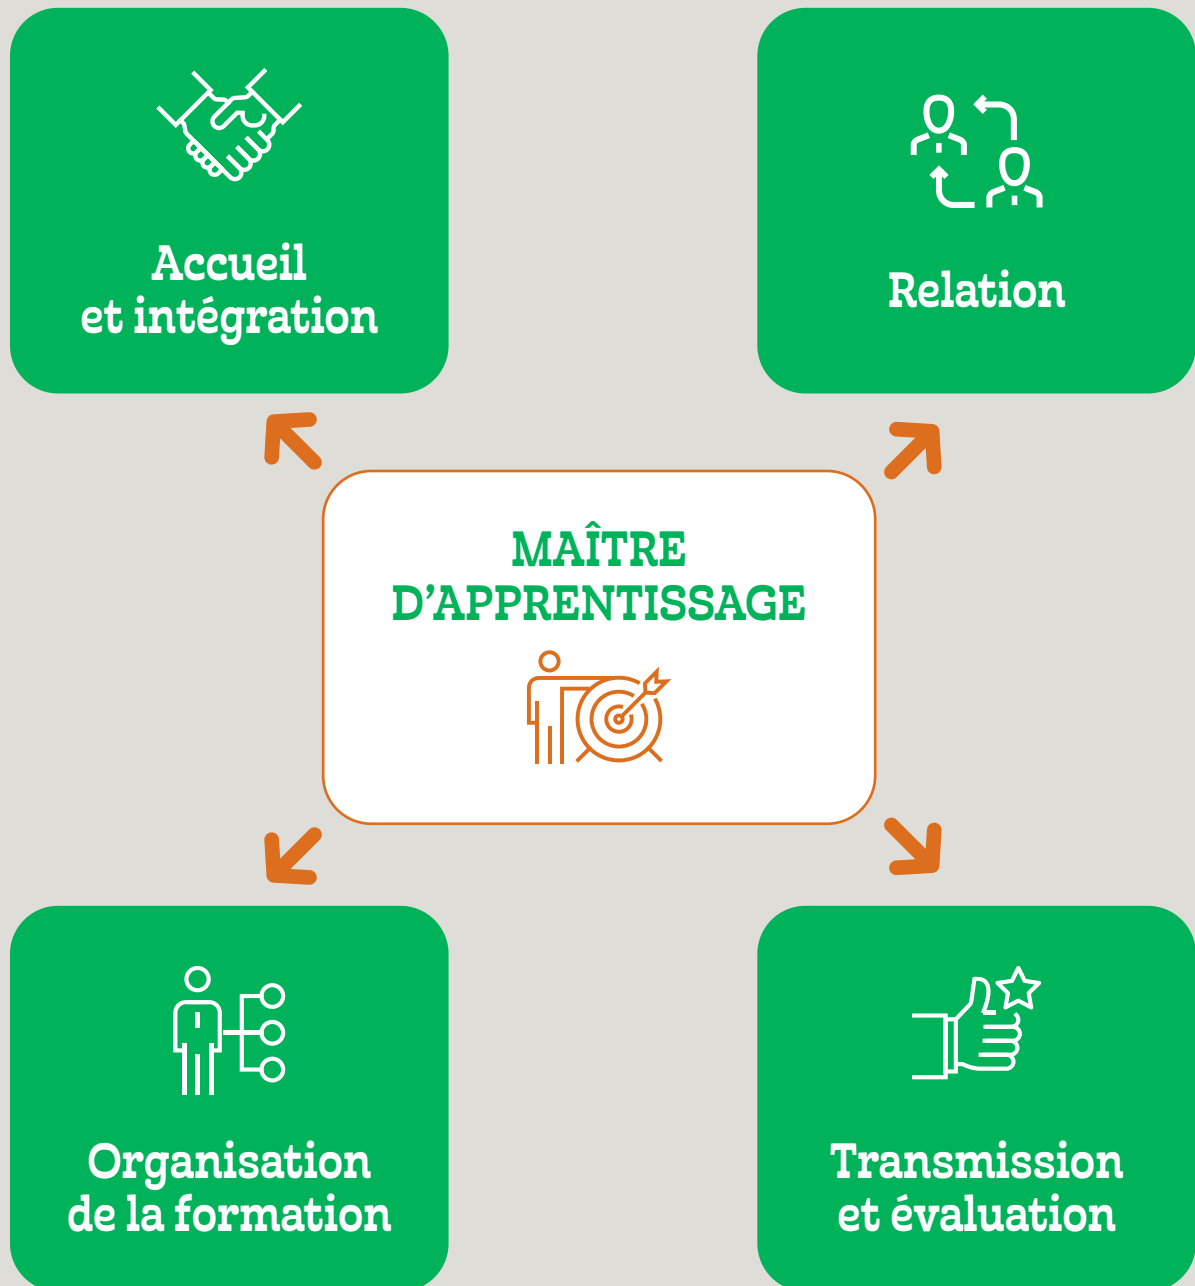 Accueil
et intégration
Relation
MAÎTRE
D’APPRENTISSAGE
Organisation
de la formation
Transmission
et évaluation